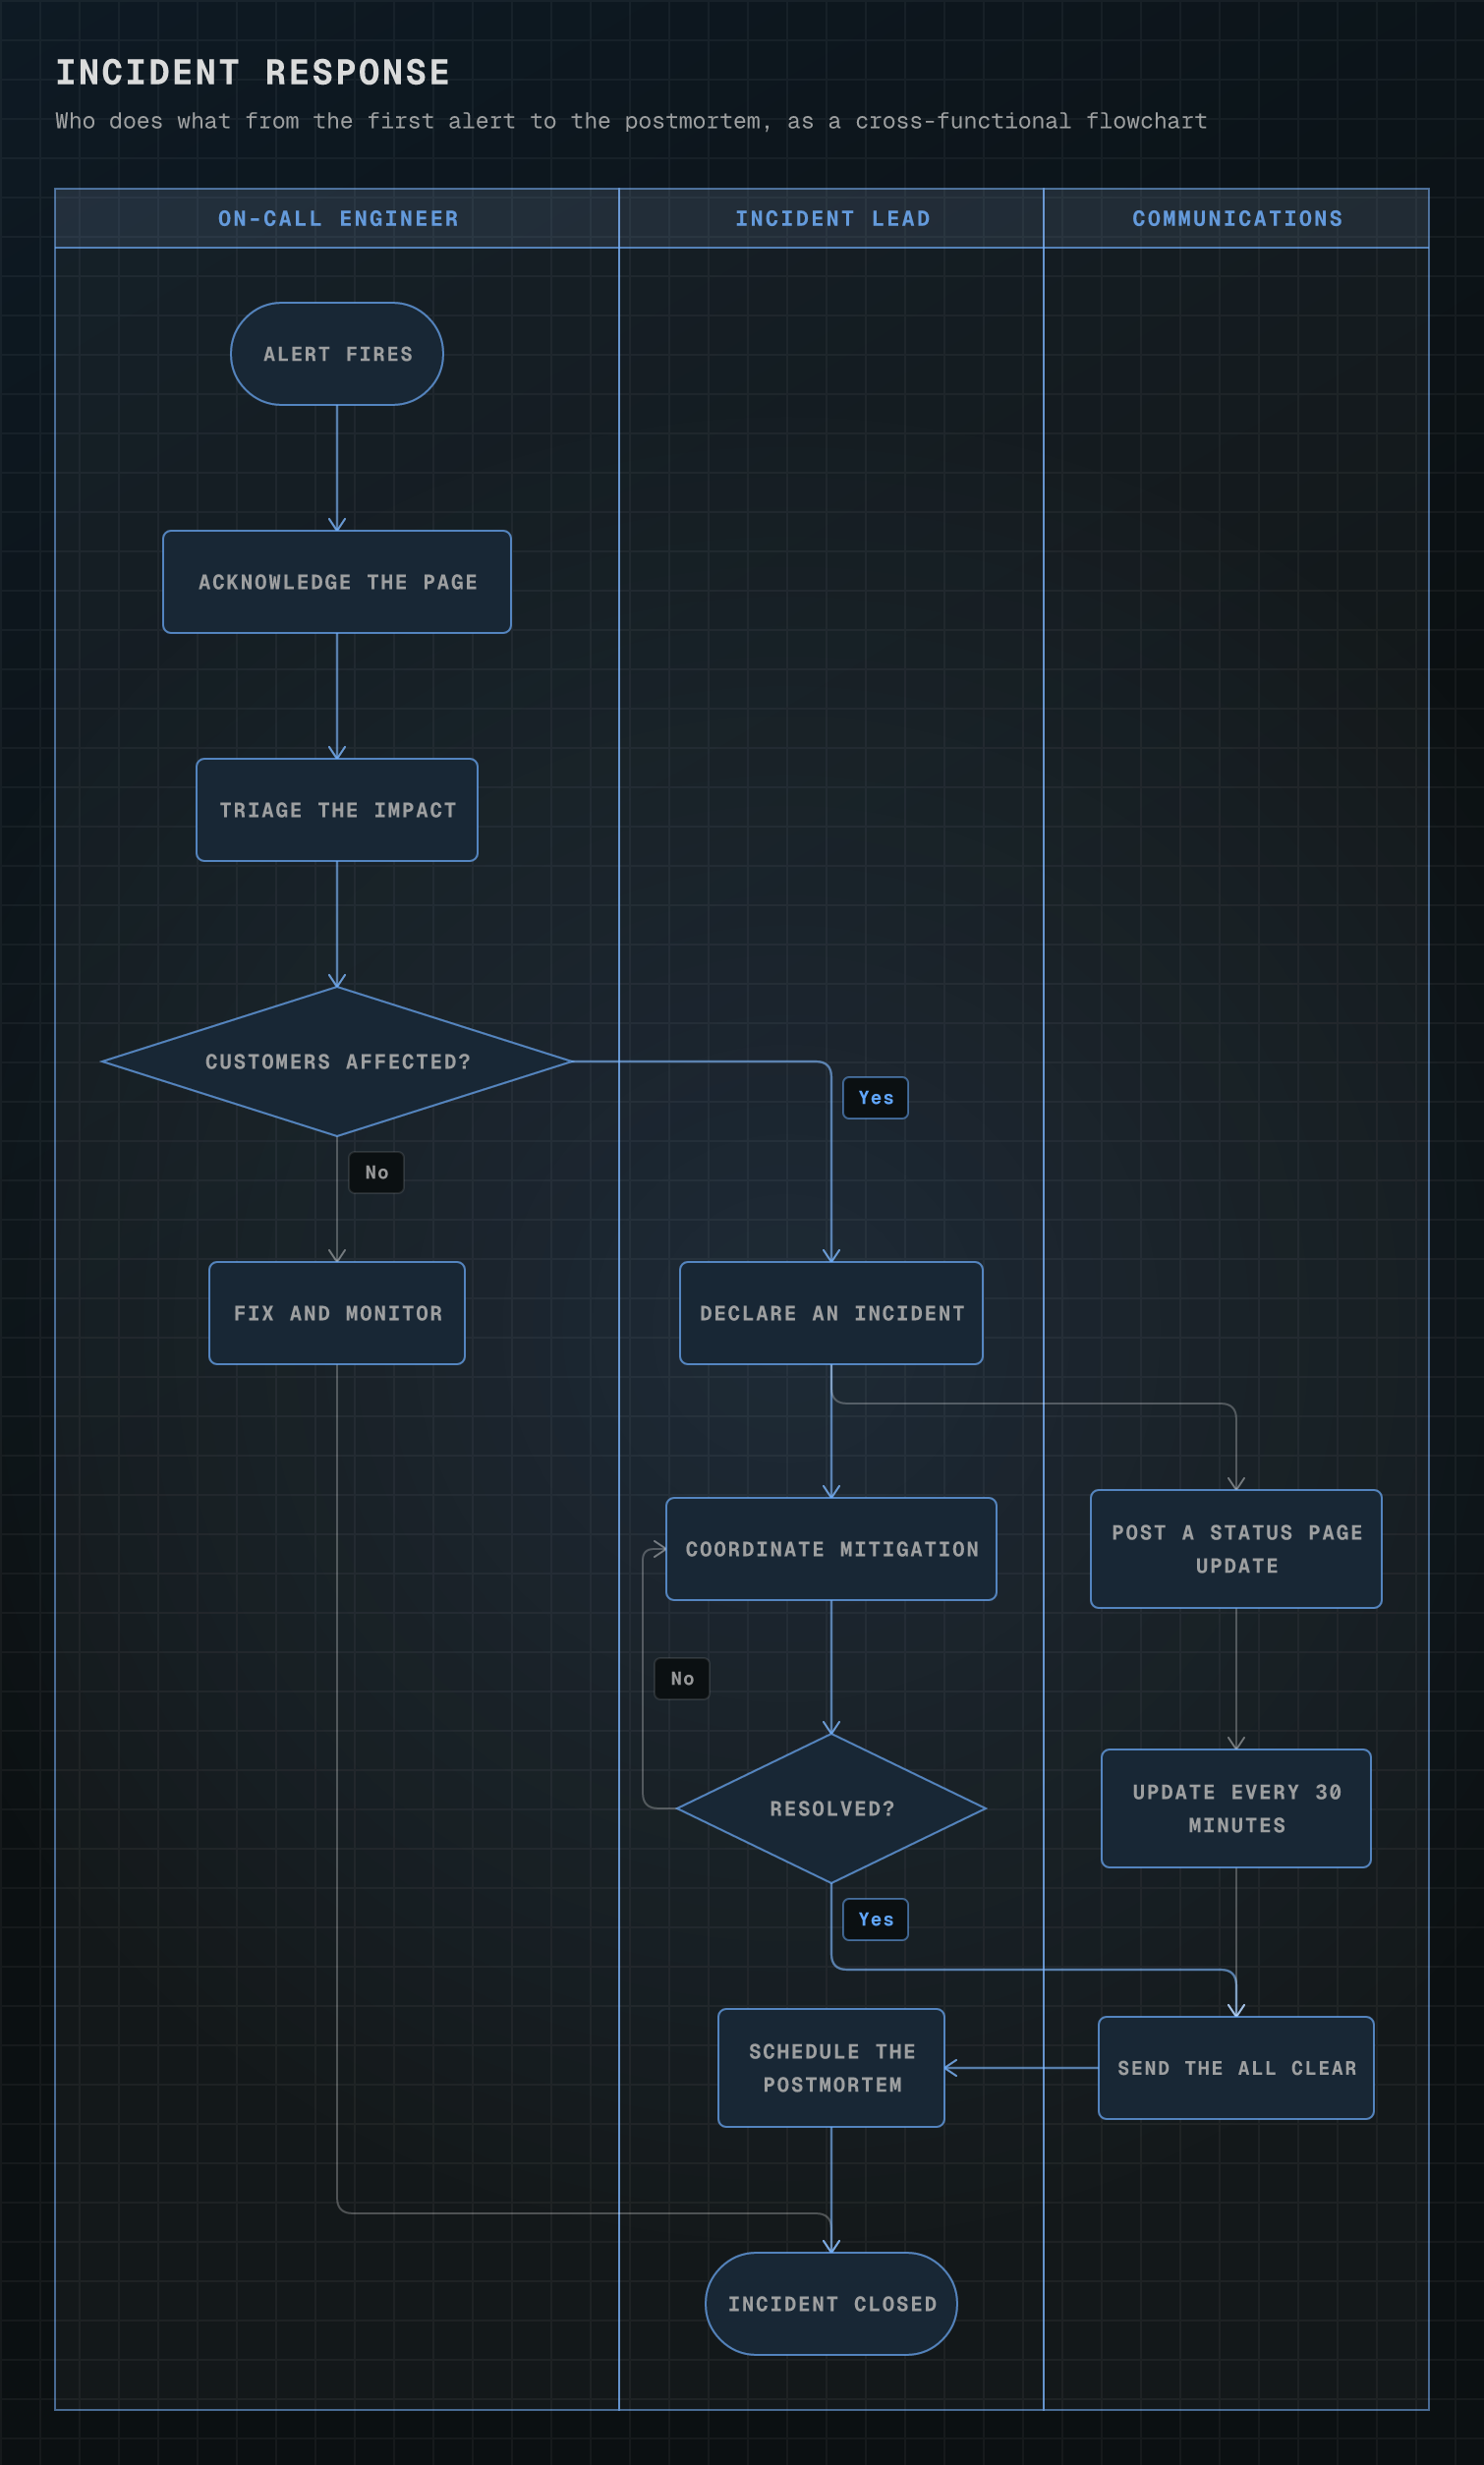 INCIDENT RESPONSE
Who does what from the first alert to the postmortem, as a cross-functional flowchart
ON-CALL ENGINEER
INCIDENT LEAD
COMMUNICATIONS
ALERT FIRES
ACKNOWLEDGE THE PAGE
TRIAGE THE IMPACT
CUSTOMERS AFFECTED?
Yes
No
FIX AND MONITOR
DECLARE AN INCIDENT
COORDINATE MITIGATION
POST A STATUS PAGE
UPDATE
No
RESOLVED?
UPDATE EVERY 30
MINUTES
Yes
SCHEDULE THE
POSTMORTEM
SEND THE ALL CLEAR
INCIDENT CLOSED